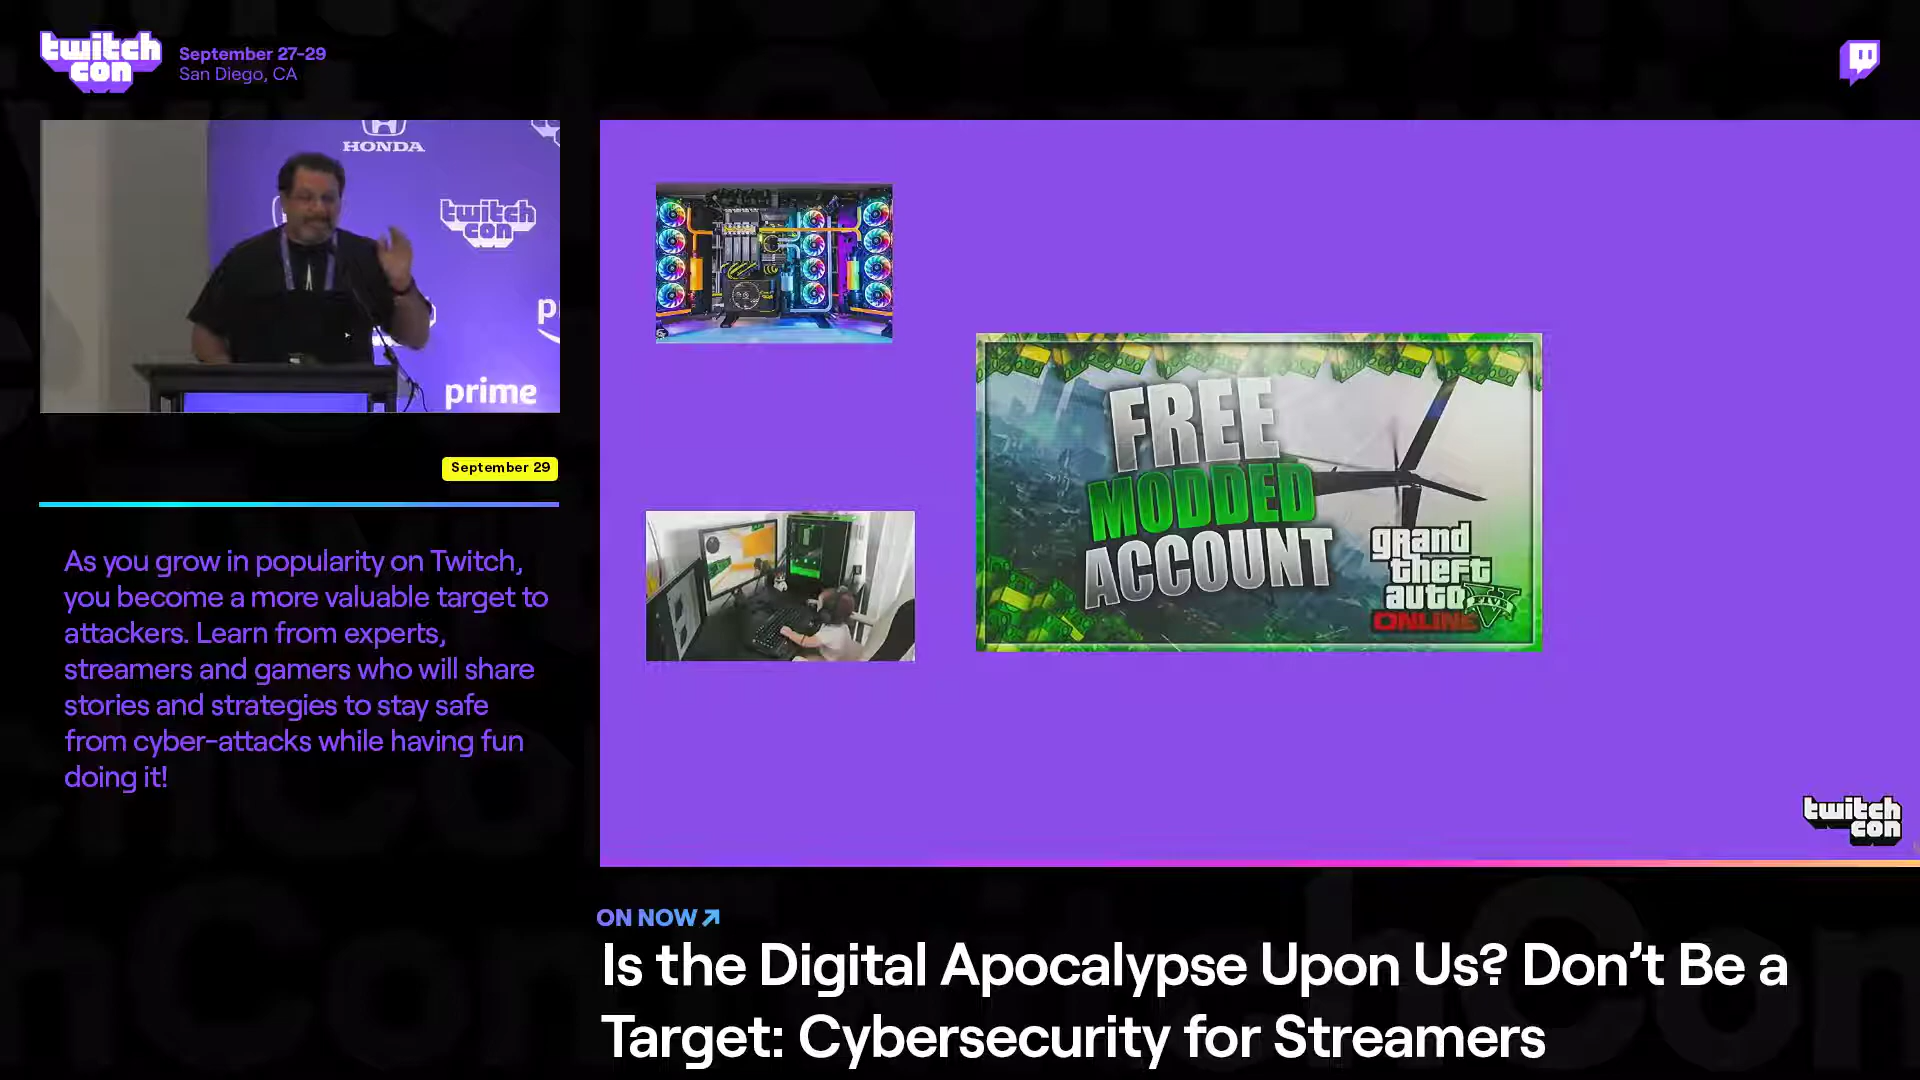 twitch
con
September 27-29
San Diego, CA
HONDA
twitch
con
p
prime
September 29
As you grow in popularity on Twitch,
you become a more valuable target to
attackers. Learn from experts,
streamers and gamers who will share
stories and strategies to stay safe
from cyber-attacks while having fun
doing it!
FREE
MODDED
ACCOUNT
grand
theft
auto
FIVE
ONLINE
twitch
con
ON NOW
Is the Digital Apocalypse Upon Us? Don’t Be a
Target: Cybersecurity for Streamers